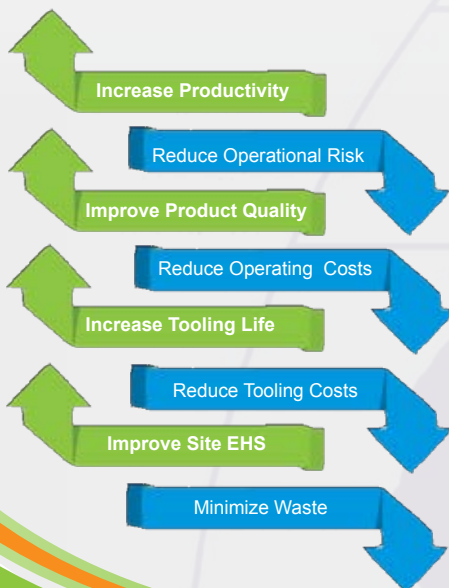 Increase Productivity
Reduce Operational Risk
Improve Product Quality
Reduce Operating Costs
Increase Tooling Life
Reduce Tooling Costs
Improve Site EHS
Minimize Waste